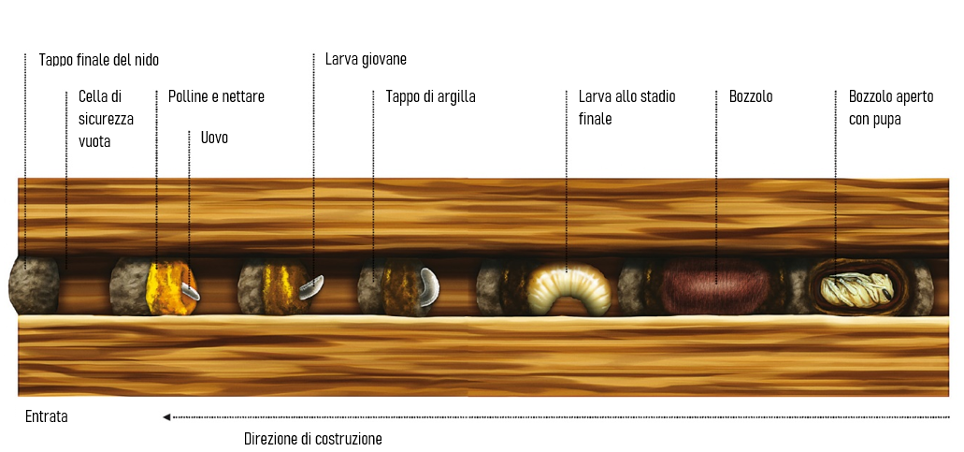 Tappo finale del nido
Larva giovane
Cella di
sicurezza
vuota
Polline e nettare
Uovo
Tappo di argilla
Larva allo stadio
finale
Bozzolo
Bozzolo aperto
con pupa
Entrata
Direzione di costruzione